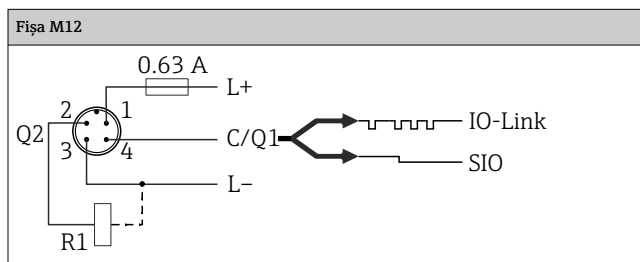 Fișa M12
0.63 A
L+
2 1
Q2
3 4
C/Q1
IO-Link
SIO
L–
R1